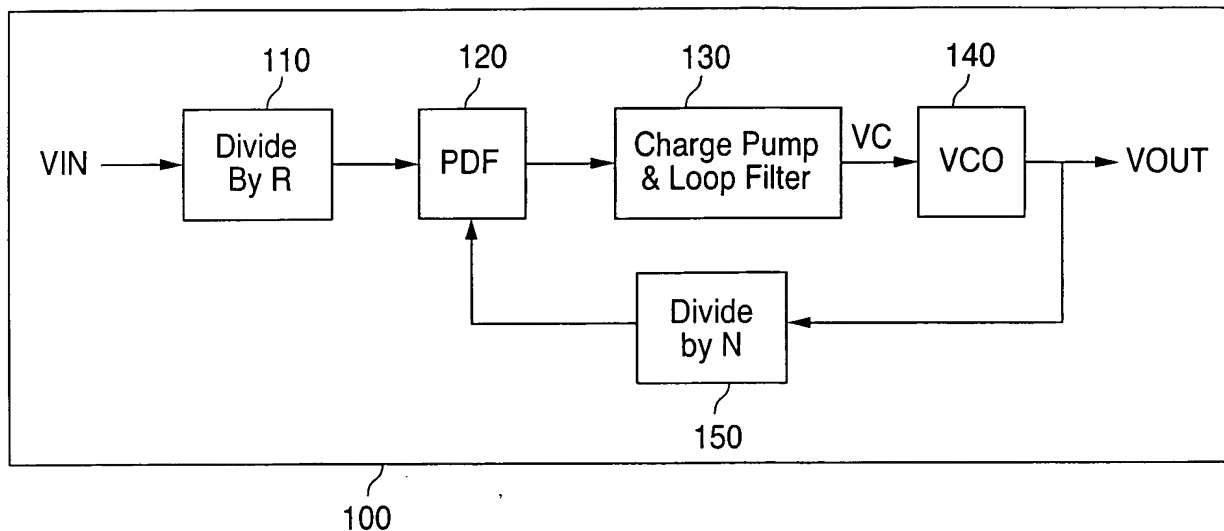 110
120
130
140
VIN
Divide
By R
PDF
Charge Pump
& Loop Filter
VC
VCO
VOUT
Divide
by N
150
100